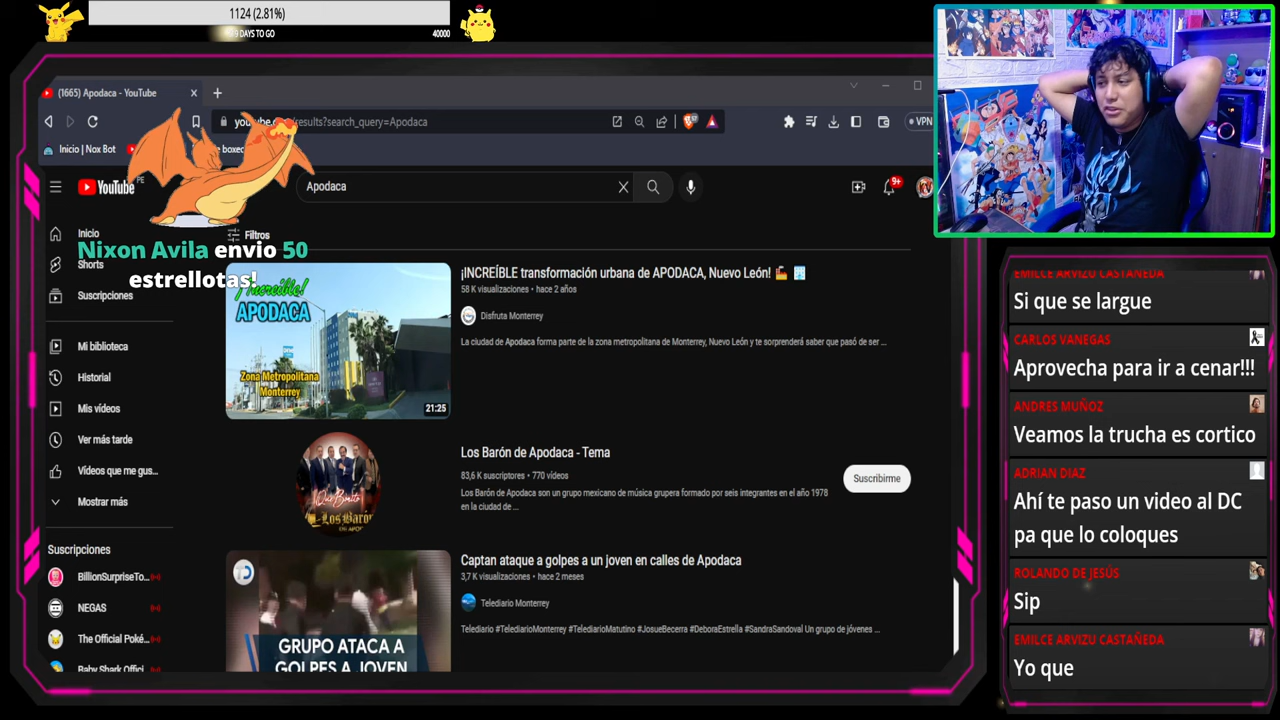 1124 (2.81%)
9 DAYS TO GO
40000
(1665) Apodaca - YouTube
results?search_query=Apodaca
VPN
Inicio | Nox Bot
YouTube PE
Apodaca
9+
Filtros
Nixon Avila envio 50
estrellotas!
Inicio
Shorts
Suscripciones
Mi biblioteca
Historial
Mis vídeos
Ver más tarde
Vídeos que me gus...
Mostrar más
Suscripciones
BillionSurpriseTo...
NEGAS
The Official Poké...
Baby Shark Offici
¡Increíble!
APODACA
Zona Metropolitana
Monterrey
21:25
¡INCREÍBLE transformación urbana de APODACA, Nuevo León!
58 K visualizaciones • hace 2 años
Disfruta Monterrey
La ciudad de Apodaca forma parte de la zona metropolitana de Monterrey, Nuevo León y te sorprenderá saber que pasó de ser ...
Los Barón de Apodaca - Tema
83,6 K suscriptores • 770 vídeos
Los Barón de Apodaca son un grupo mexicano de música grupera formado por seis integrantes en el año 1978
en la ciudad de ...
Suscribirme
Captan ataque a golpes a un joven en calles de Apodaca
3,7 K visualizaciones • hace 2 meses
Telediario Monterrey
Telediario #TelediarioMonterrey #TelediarioMatutino #JosueBecerra #DeboraEstrella #SandraSandoval Un grupo de jóvenes ...
GRUPO ATACA A
GOLPES A JOVEN
EMILCE ARVIZU CASTAÑEDA
Si que se largue
CARLOS VANEGAS
Aprovecha para ir a cenar!!!
ANDRES MUÑOZ
Veamos la trucha es cortico
ADRIAN DIAZ
Ahí te paso un video al DC
pa que lo coloques
ROLANDO DE JESÚS
Sip
EMILCE ARVIZU CASTAÑEDA
Yo que